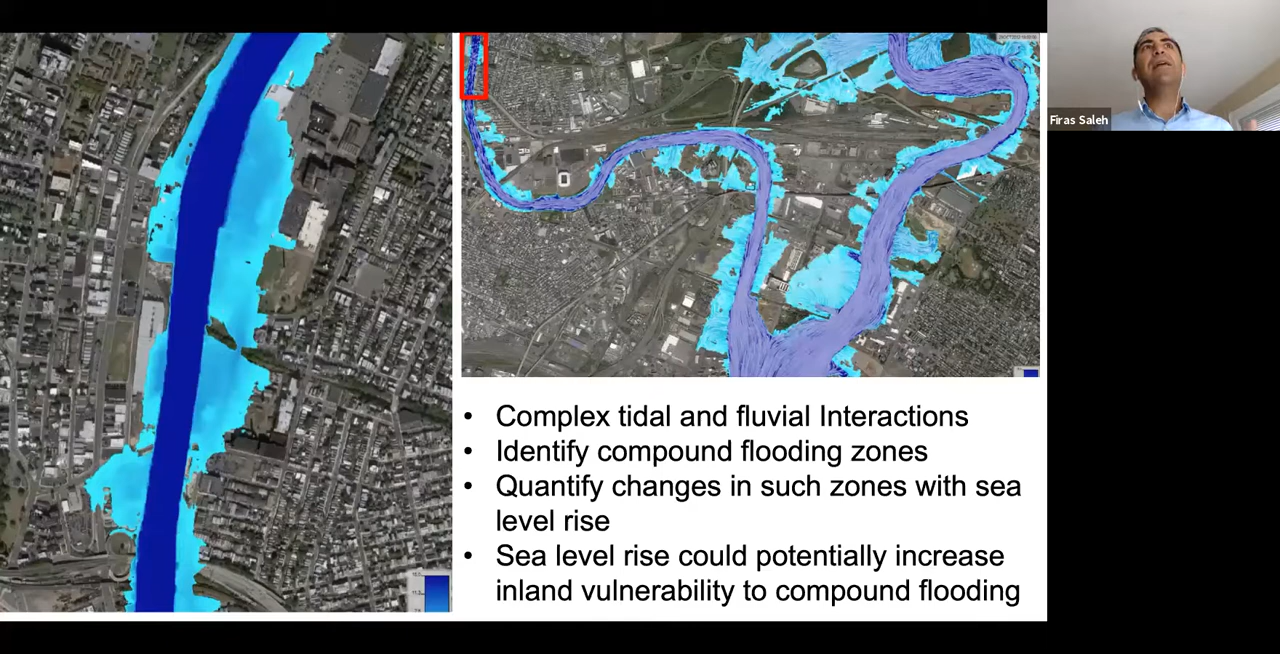 Firas Saleh
• Complex tidal and fluvial Interactions
• Identify compound flooding zones
• Quantify changes in such zones with sea
level rise
• Sea level rise could potentially increase
inland vulnerability to compound flooding